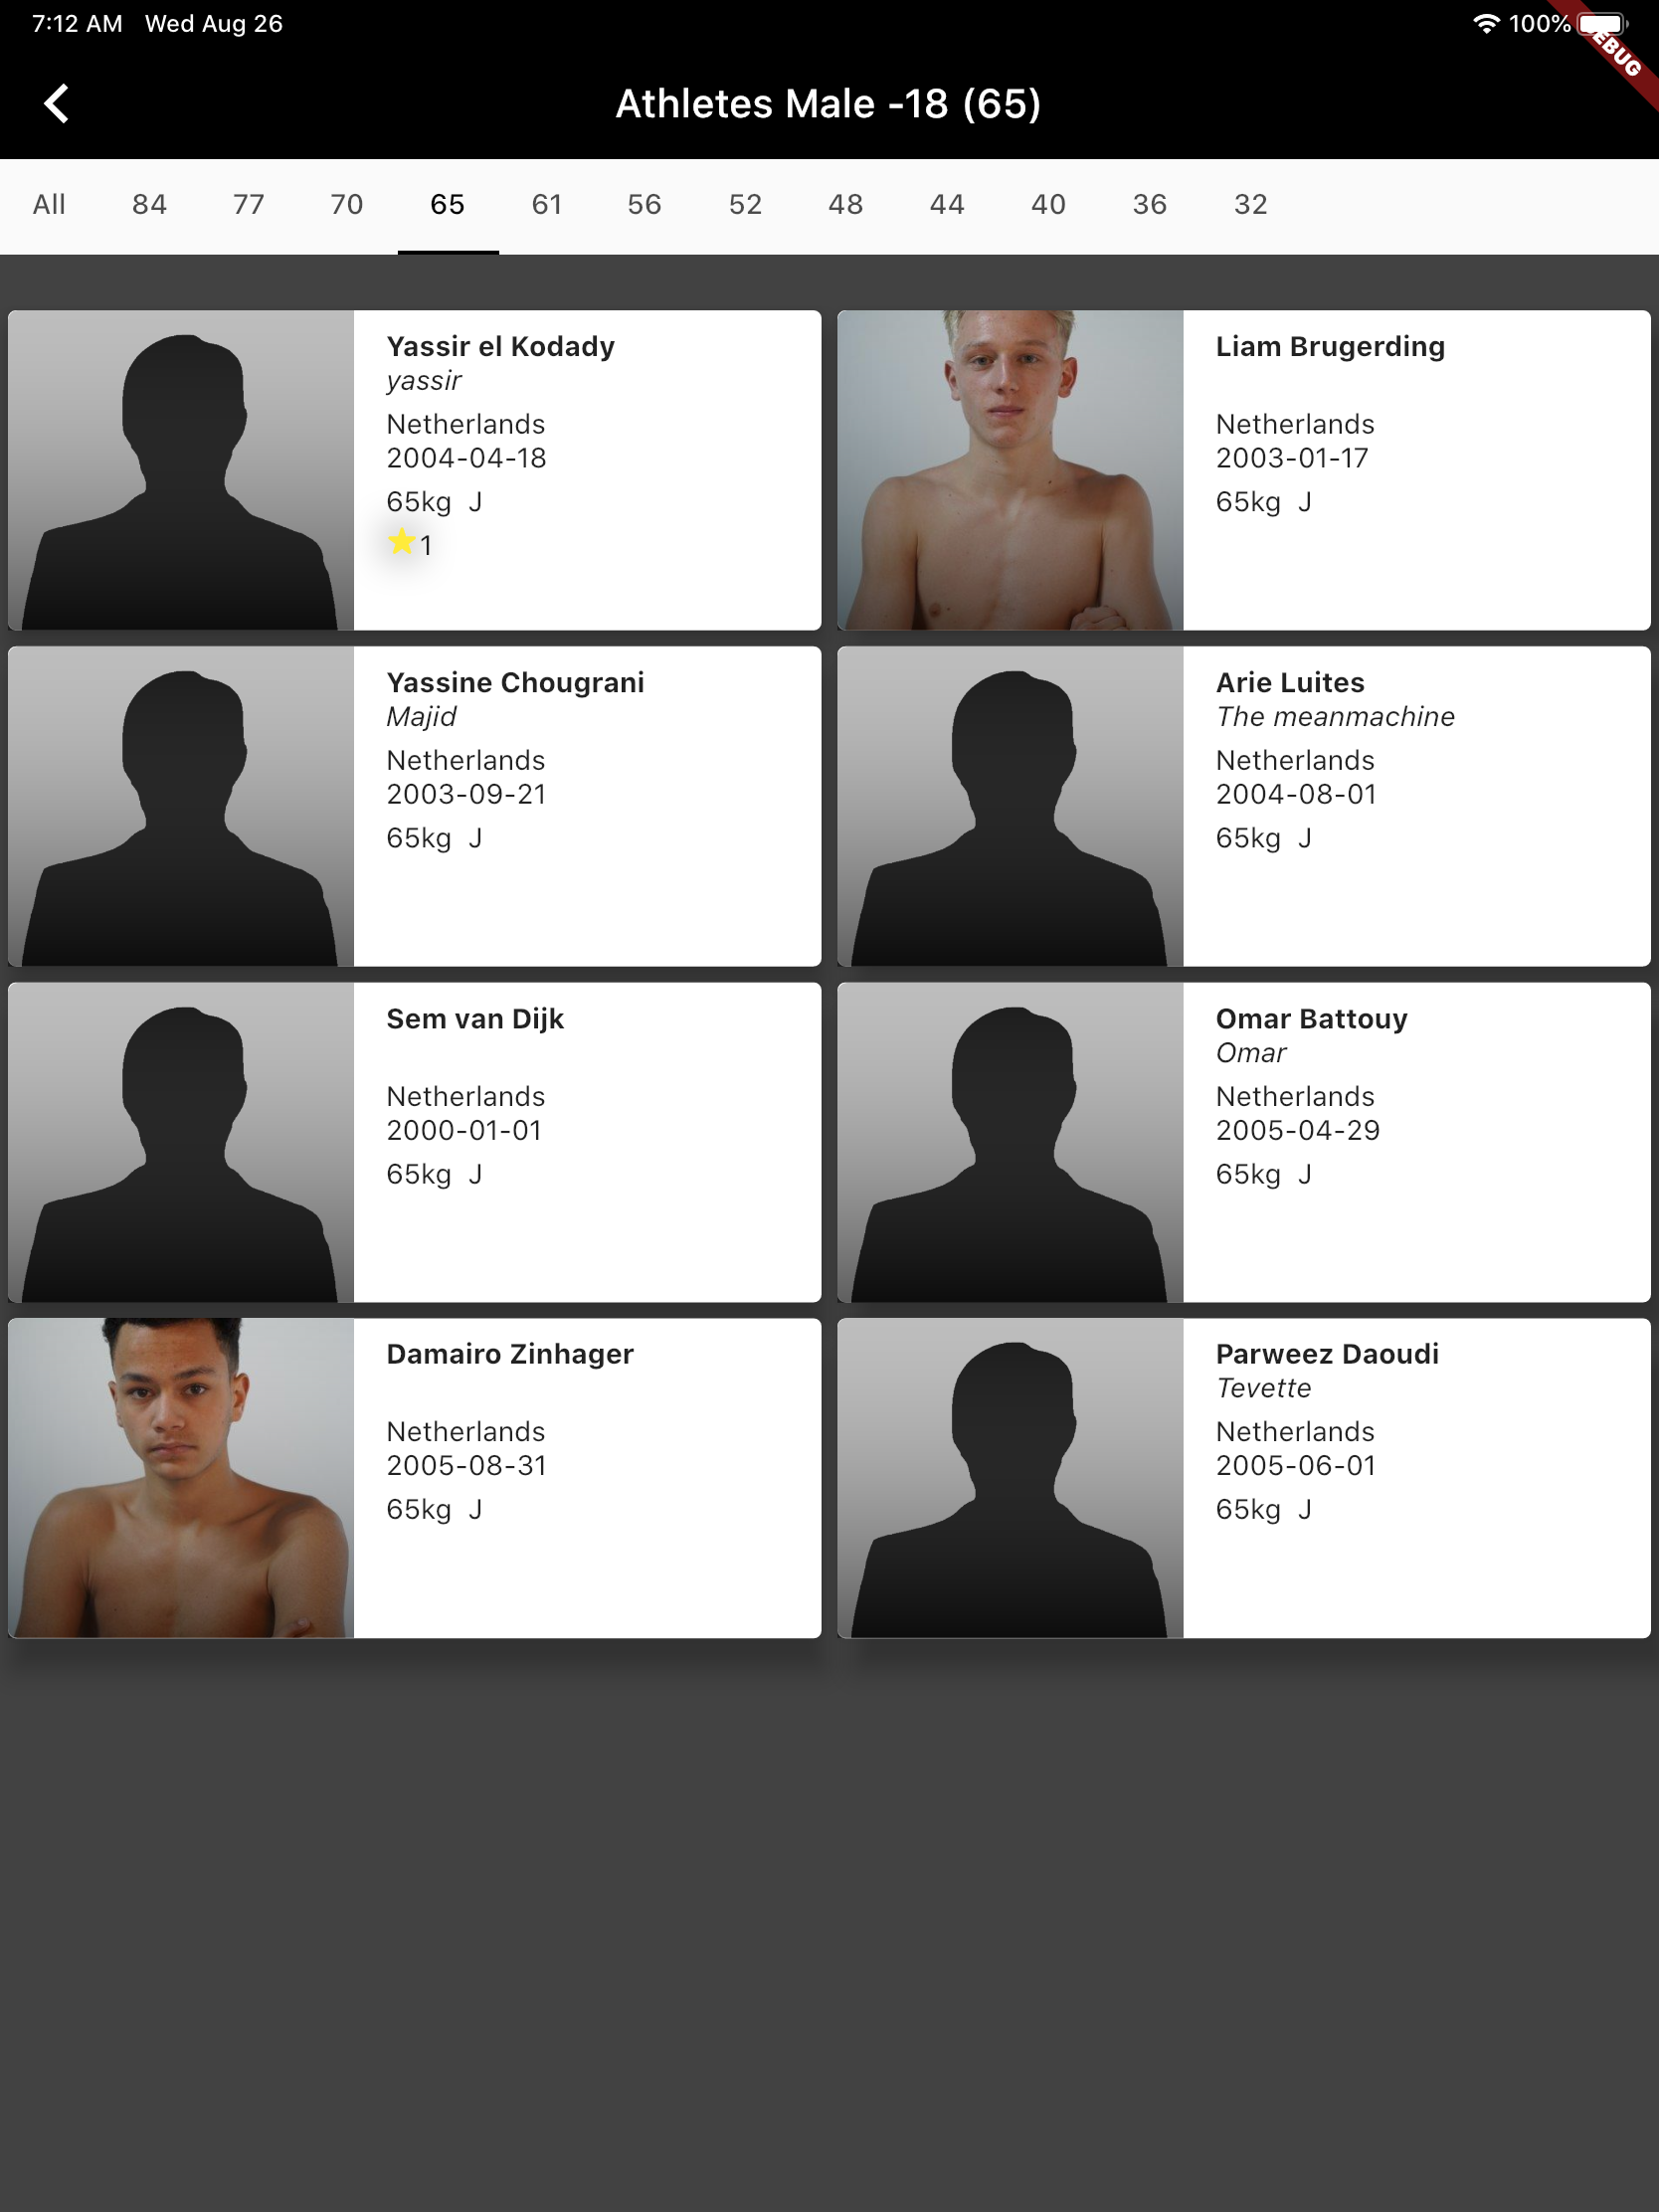 7:12 AM Wed Aug 26
100%
EBUG
Athletes Male -18 (65)
All 84 77 70 65 61 56 52 48 44 40 36 32
Yassir el Kodady
yassir
Netherlands
2004-04-18
65kg J
1
Liam Brugerding
Netherlands
2003-01-17
65kg J
Yassine Chougrani
Majid
Netherlands
2003-09-21
65kg J
Arie Luites
The meanmachine
Netherlands
2004-08-01
65kg J
Sem van Dijk
Netherlands
2000-01-01
65kg J
Omar Battouy
Omar
Netherlands
2005-04-29
65kg J
Damairo Zinhager
Netherlands
2005-08-31
65kg J
Parweez Daoudi
Tevette
Netherlands
2005-06-01
65kg J